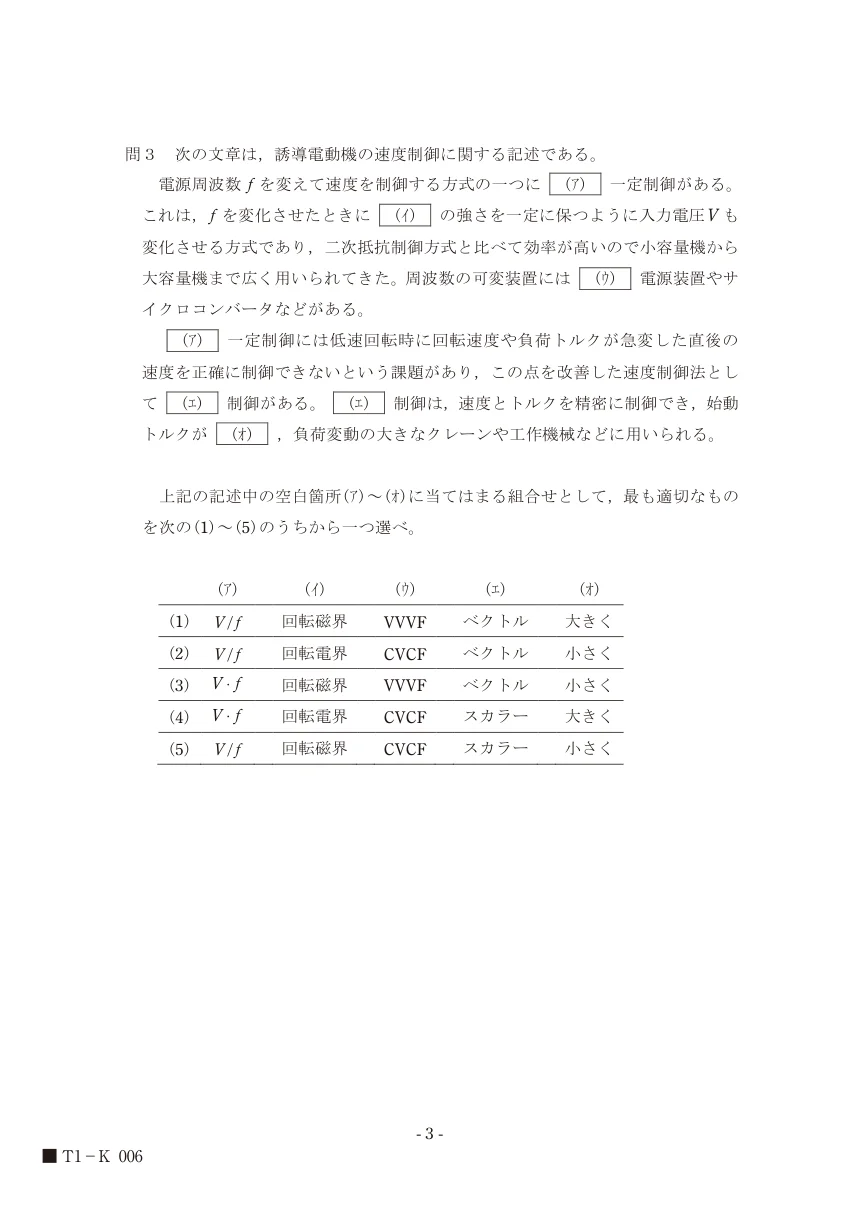 問３　次の文章は，誘導電動機の速度制御に関する記述である。
電源周波数 f を変えて速度を制御する方式の一つに (ｱ) 一定制御がある。
これは，f を変化させたときに (ｲ) の強さを一定に保つように入力電圧V も
変化させる方式であり，二次抵抗制御方式と比べて効率が高いので小容量機から
大容量機まで広く用いられてきた。周波数の可変装置には (ｳ) 電源装置やサ
イクロコンバータなどがある。
(ｱ) 一定制御には低速回転時に回転速度や負荷トルクが急変した直後の
速度を正確に制御できないという課題があり，この点を改善した速度制御法とし
て (ｴ) 制御がある。 (ｴ) 制御は，速度とトルクを精密に制御でき，始動
トルクが (ｵ) ，負荷変動の大きなクレーンや工作機械などに用いられる。
上記の記述中の空白箇所(ｱ)～(ｵ)に当てはまる組合せとして，最も適切なもの
を次の(1)～(5)のうちから一つ選べ。
(ｱ) (ｲ) (ｳ) (ｴ) (ｵ)
(1) V/f 回転磁界 VVVF ベクトル 大きく
(2) V/f 回転電界 CVCF ベクトル 小さく
(3) V·f 回転磁界 VVVF ベクトル 小さく
(4) V·f 回転電界 CVCF スカラー 大きく
(5) V/f 回転磁界 CVCF スカラー 小さく
- 3 -
■ T1－K 006